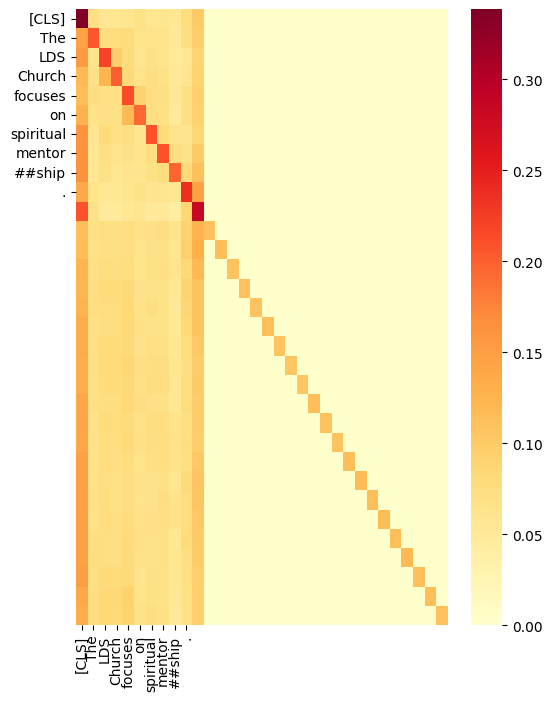 [CLS]
The
LDS
Church
focuses
on
spiritual
mentor
##ship
.
0.30
0.25
0.20
0.15
0.10
0.05
0.00
[CLS]
The
LDS
Church
focuses
on
spiritual
mentor
##ship
.